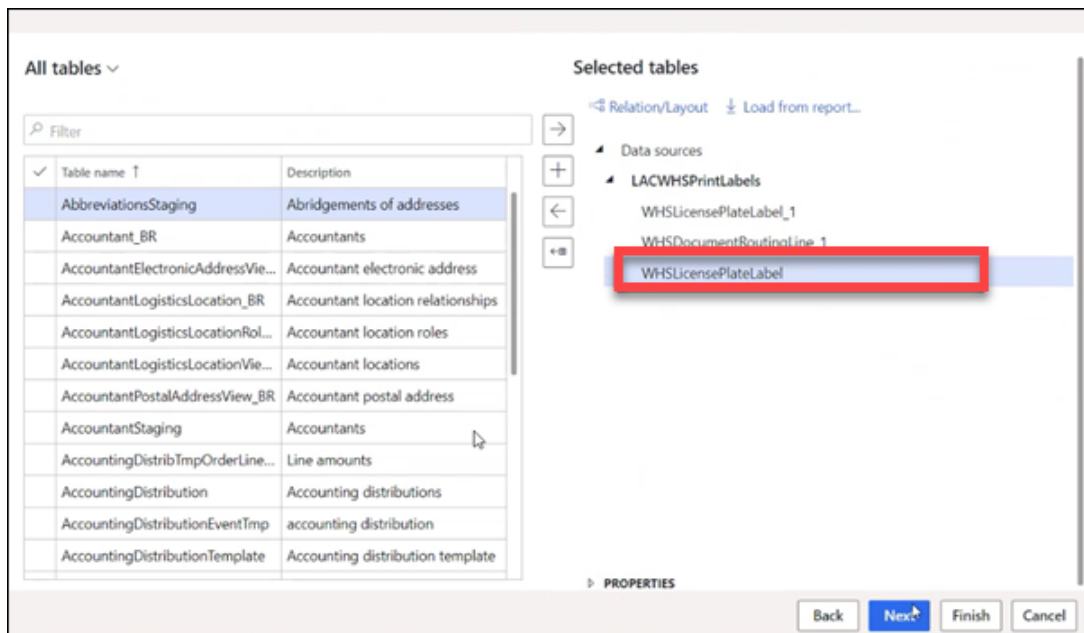 All tables
Filter
Table name ↑ Description
AbbreviationsStaging Abridgements of addresses
Accountant_BR Accountants
AccountantElectronicAddressVie... Accountant electronic address
AccountantLogisticsLocation_BR Accountant location relationships
AccountantLogisticsLocationRol... Accountant location roles
AccountantLogisticsLocationVie... Accountant locations
AccountantPostalAddressView_BR Accountant postal address
AccountantStaging Accountants
AccountingDistribTmpOrderLine... Line amounts
AccountingDistribution Accounting distributions
AccountingDistributionEventTmp accounting distribution
AccountingDistributionTemplate Accounting distribution template
Selected tables
Relation/Layout Load from report...
Data sources
LACWHSPrintLabels
WHSLicensePlateLabel_1
WHSDocumentRoutingLine_1
WHSLicensePlateLabel
PROPERTIES
Back Next Finish Cancel